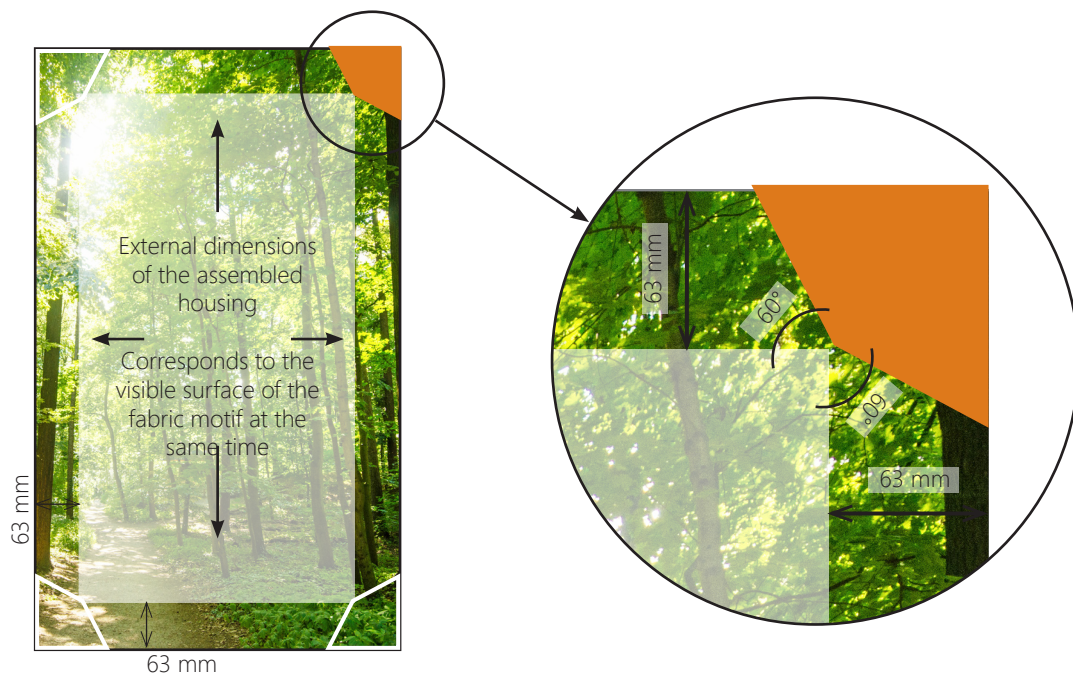 External dimensions
of the assembled
housing
Corresponds to the
visible surface of the
fabric motif at the
same time
63 mm
63 mm
63 mm
60°
60°
63 mm